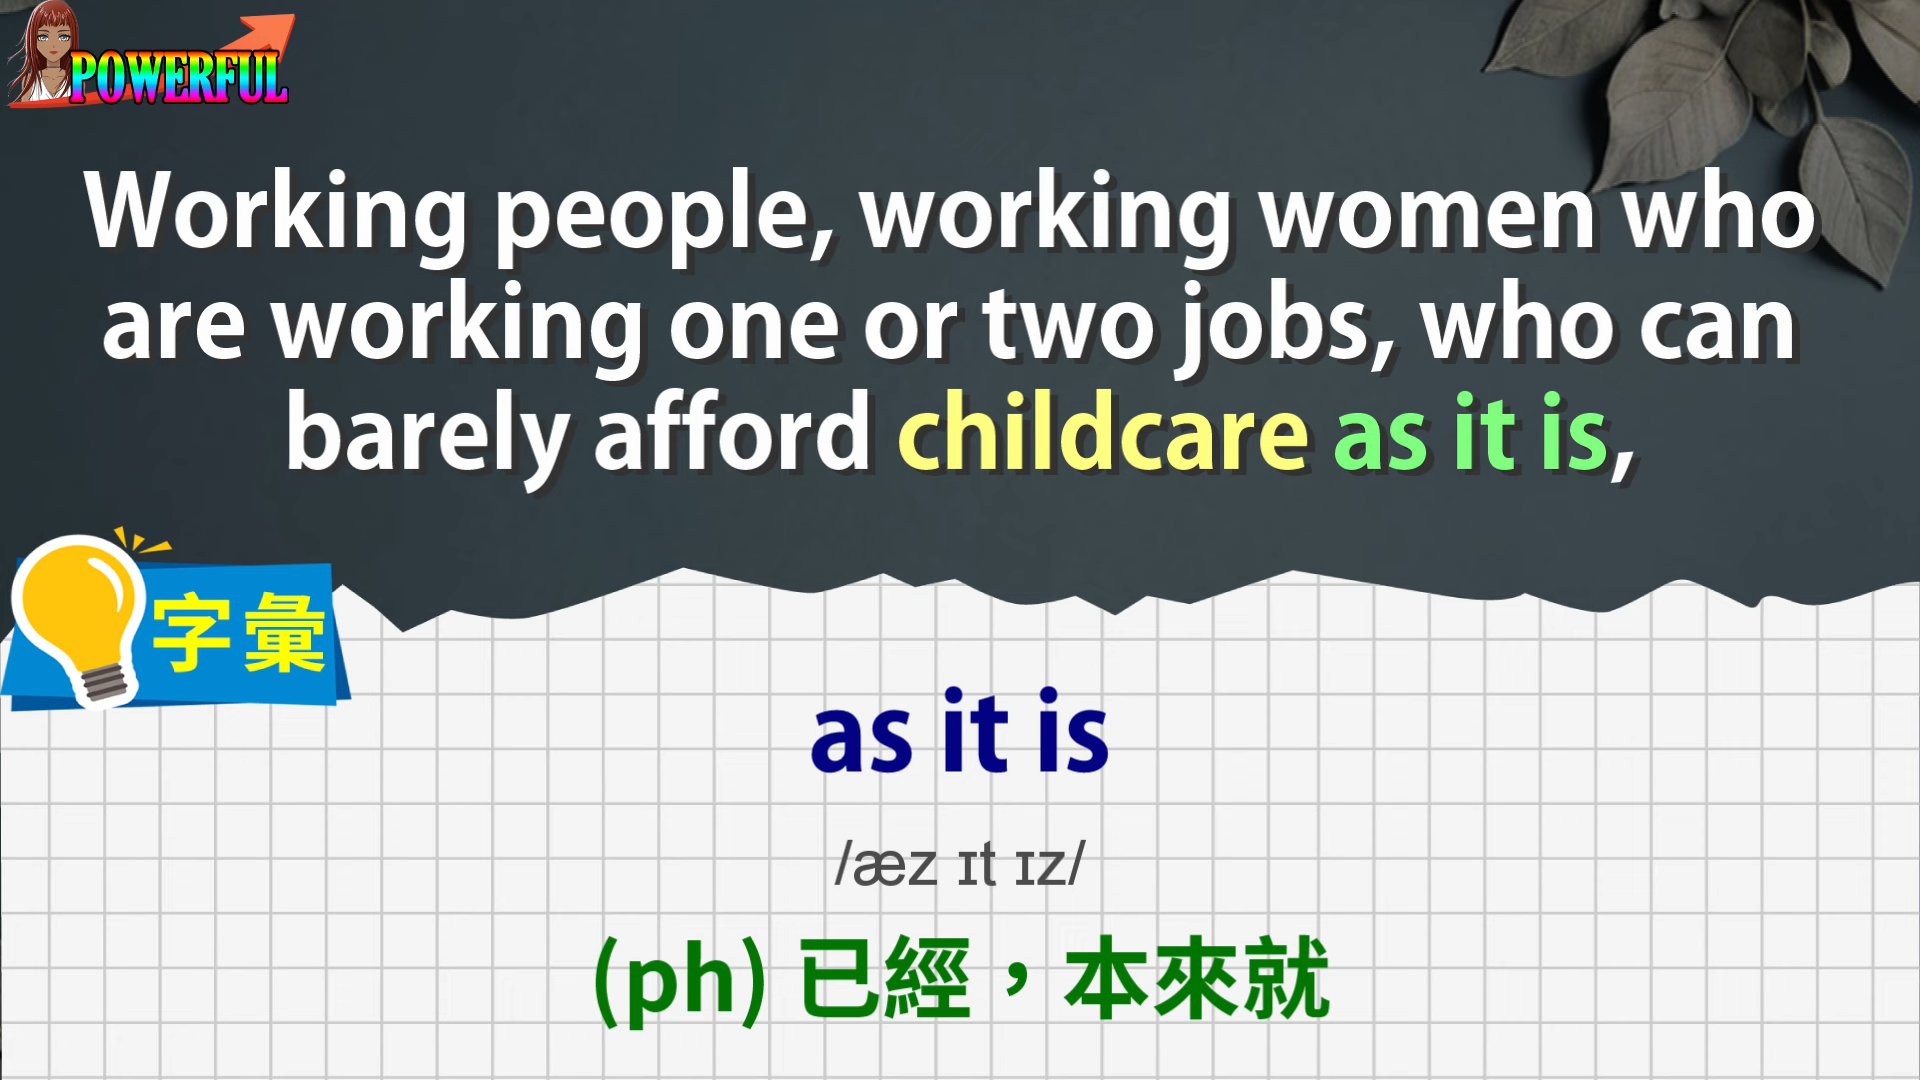 POWERFUL
Working people, working women who
are working one or two jobs, who can
barely afford childcare as it is,
字彙
as it is
/æz ɪt ɪz/
(ph) 已經，本來就